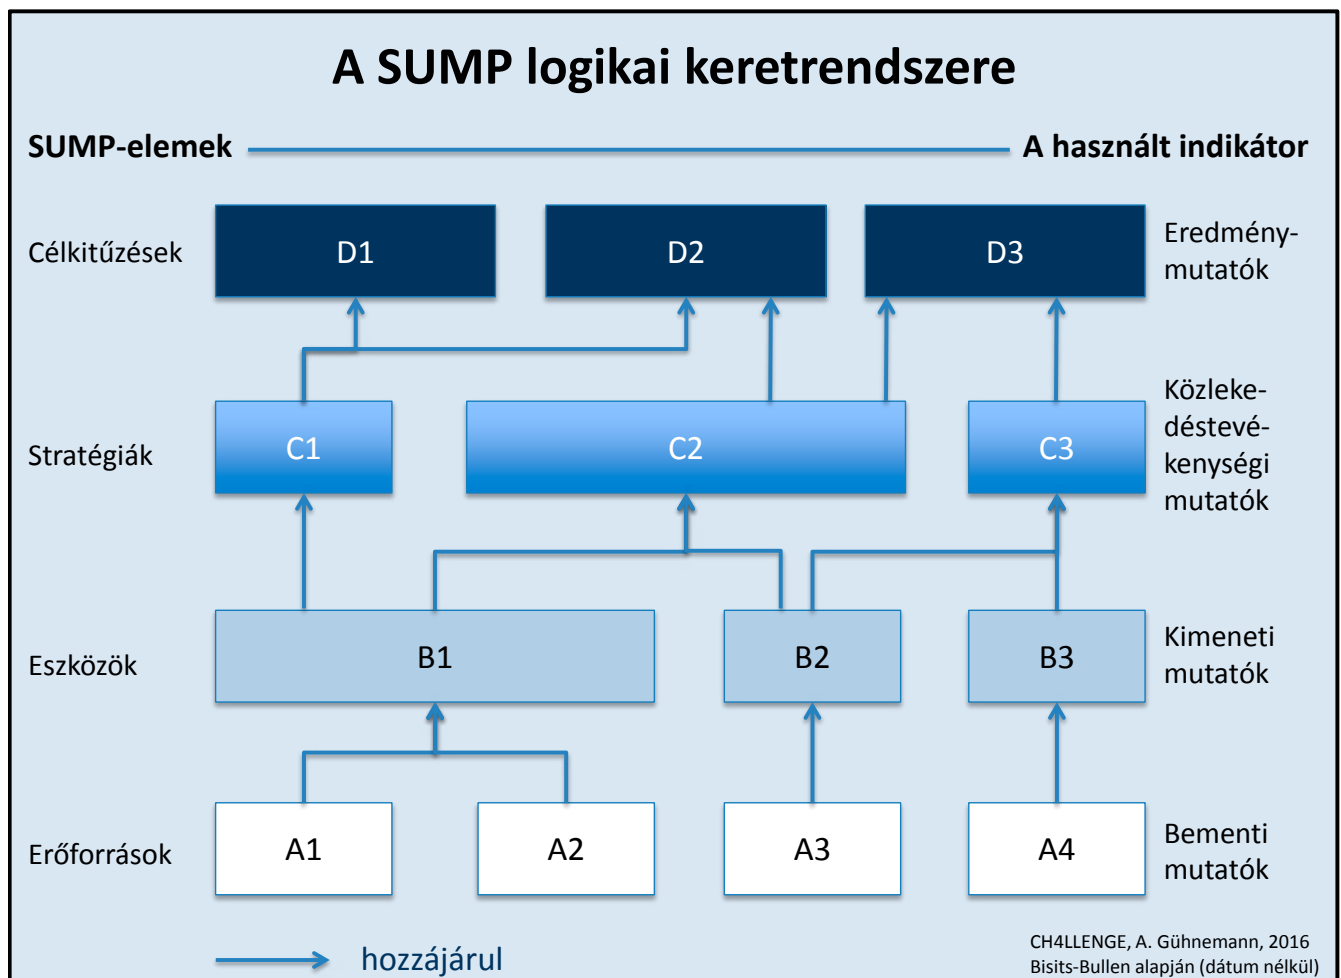 A SUMP logikai keretrendszere
SUMP-elemek
A használt indikátor
Célkitűzések
D1
D2
D3
Eredmény-
mutatók
Stratégiák
C1
C2
C3
Közleke-
déstevé-
kenységi
mutatók
Eszközök
B1
B2
B3
Kimeneti
mutatók
Erőforrások
A1
A2
A3
A4
Bementi
mutatók
hozzájárul
CH4LLENGE, A. Gühnemann, 2016
Bisits-Bullen alapján (dátum nélkül)